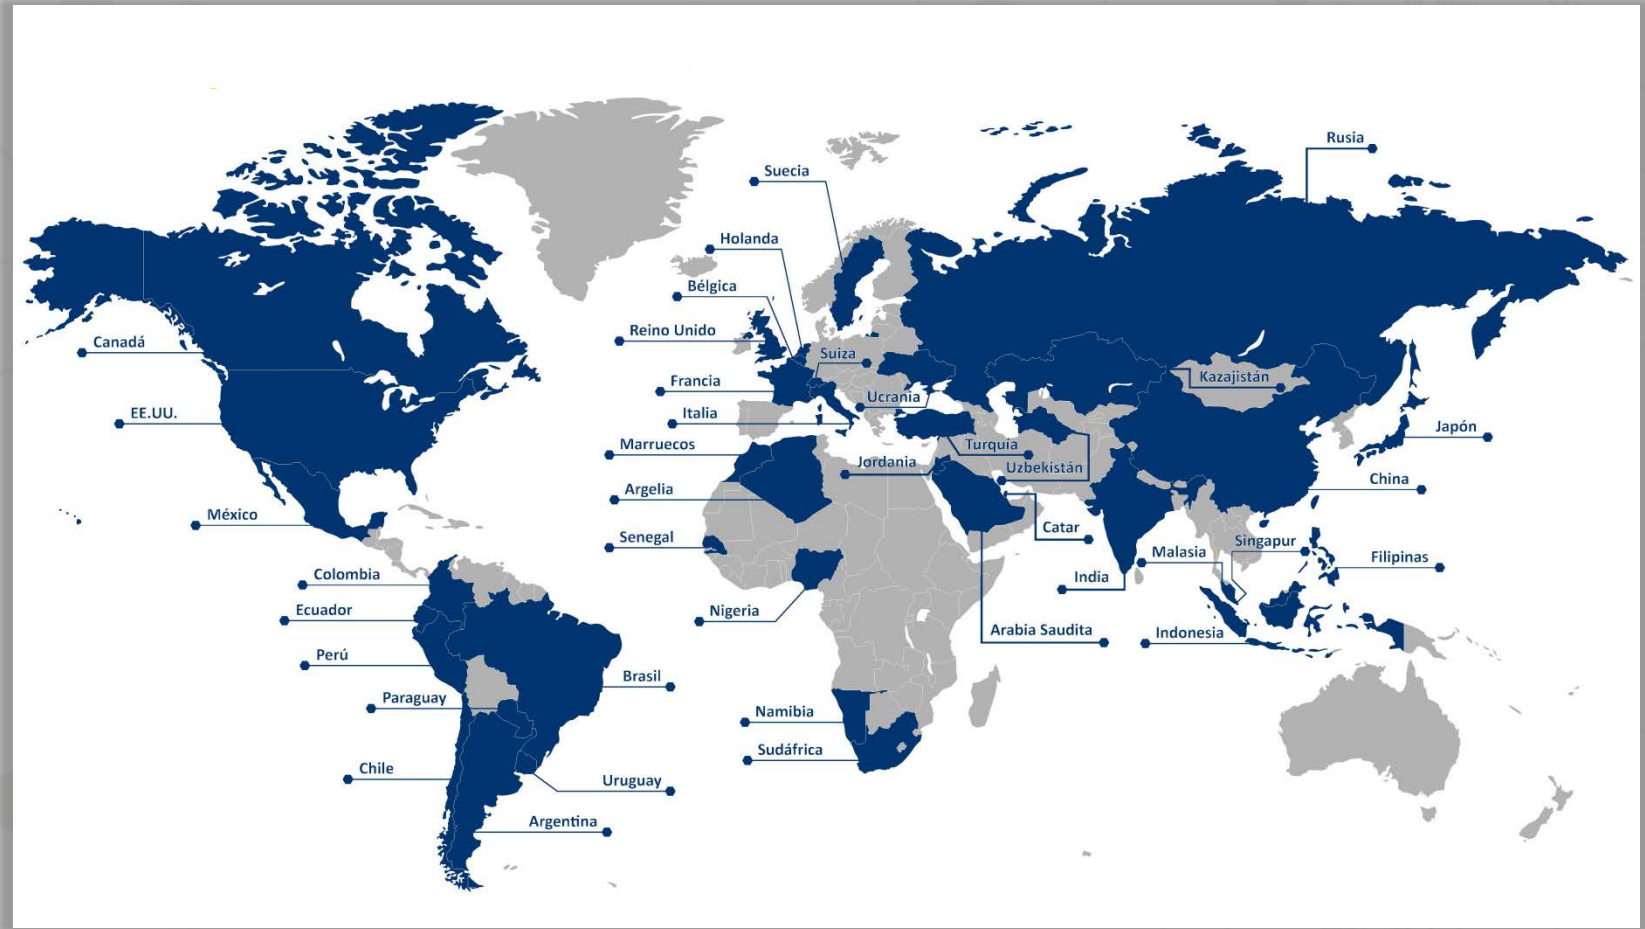 Rusia
Suecia
Holanda
Bélgica
Reino Unido
Canadá
Suiza
Kazajistán
Francia
Ucrania
EE.UU.
Italia
Japón
Marruecos
Turquía
Jordania
Uzbekistán
China
Argelia
México
Catar
Senegal
Singapur
Malasia
Filipinas
Colombia
India
Ecuador
Nigeria
Arabia Saudita
Indonesia
Perú
Brasil
Paraguay
Namibia
Sudáfrica
Chile
Uruguay
Argentina